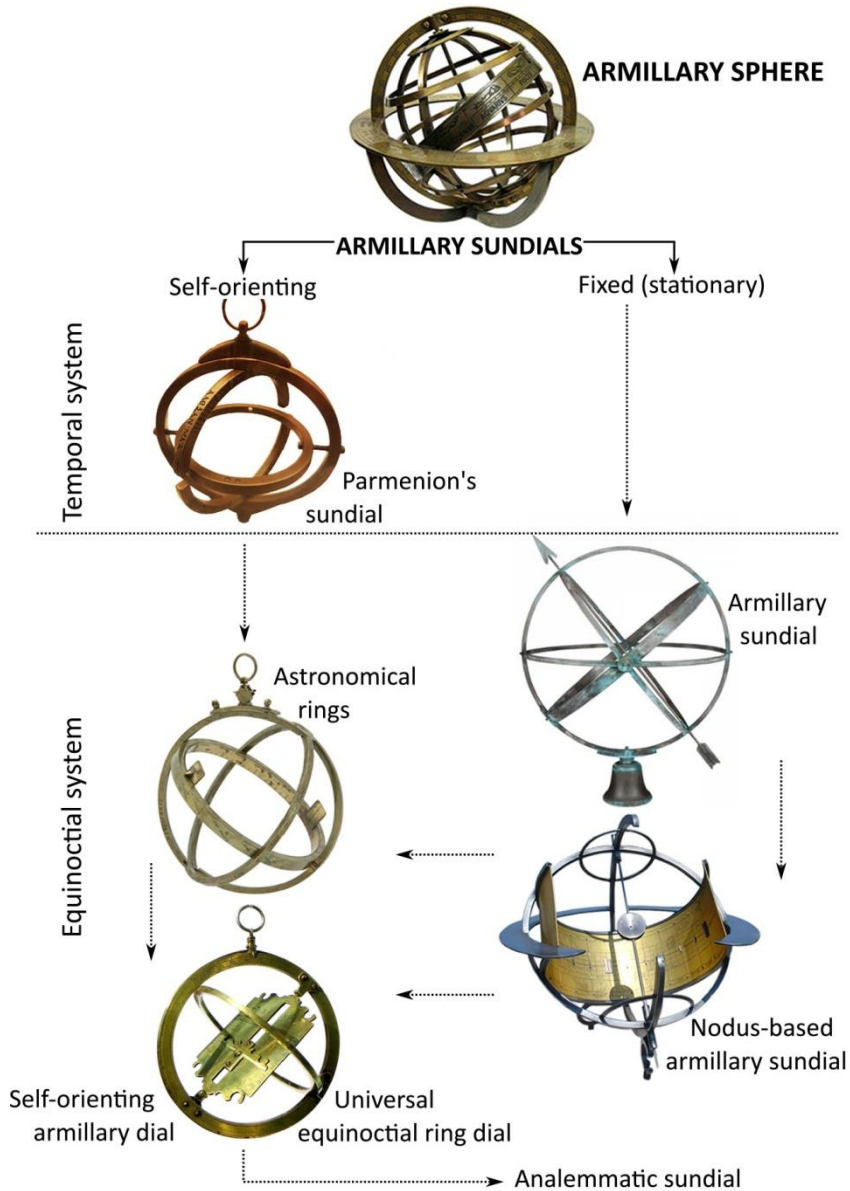 ARMILLARY SPHERE
ARMILLARY SUNDIALS
Self-orienting
Fixed (stationary)
Temporal system
Parmenion's
sundial
Armillary
sundial
Astronomical
rings
Equinoctial system
Nodus-based
armillary sundial
Self-orienting
armillary dial
Universal
equinoctial ring dial
Analemmatic sundial